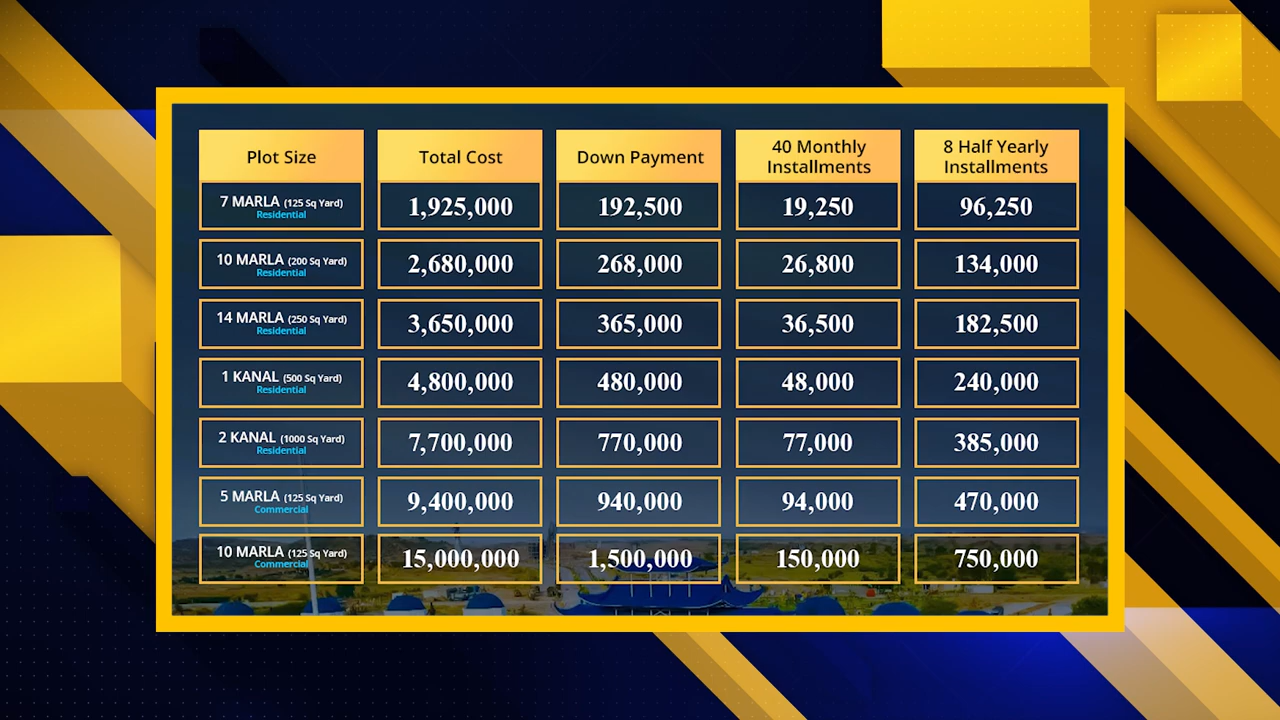 Plot Size
Total Cost
Down Payment
40 Monthly
Installments
8 Half Yearly
Installments
7 MARLA (125 Sq Yard)
Residential
1,925,000
192,500
19,250
96,250
10 MARLA (200 Sq Yard)
Residential
2,680,000
268,000
26,800
134,000
14 MARLA (250 Sq Yard)
Residential
3,650,000
365,000
36,500
182,500
1 KANAL (500 Sq Yard)
Residential
4,800,000
480,000
48,000
240,000
2 KANAL (1000 Sq Yard)
Residential
7,700,000
770,000
77,000
385,000
5 MARLA (125 Sq Yard)
Commercial
9,400,000
940,000
94,000
470,000
10 MARLA (125 Sq Yard)
Commercial
15,000,000
1,500,000
150,000
750,000